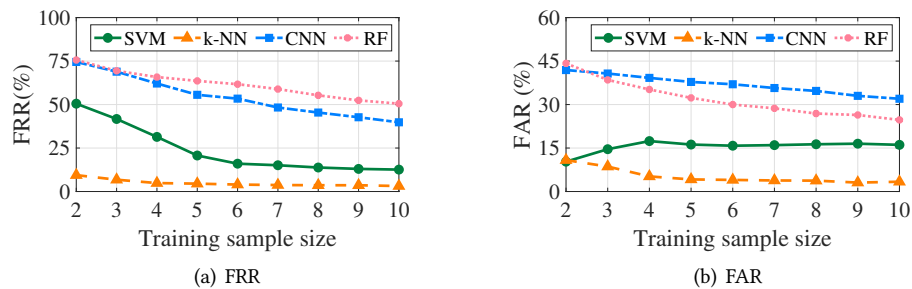 100
75
50
25
0
FRR(%)
SVM k-NN CNN RF
2 3 4 5 6 7 8 9 10
Training sample size
(a) FRR
60
45
30
15
0
FAR (%)
SVM k-NN CNN RF
2 3 4 5 6 7 8 9 10
Training sample size
(b) FAR